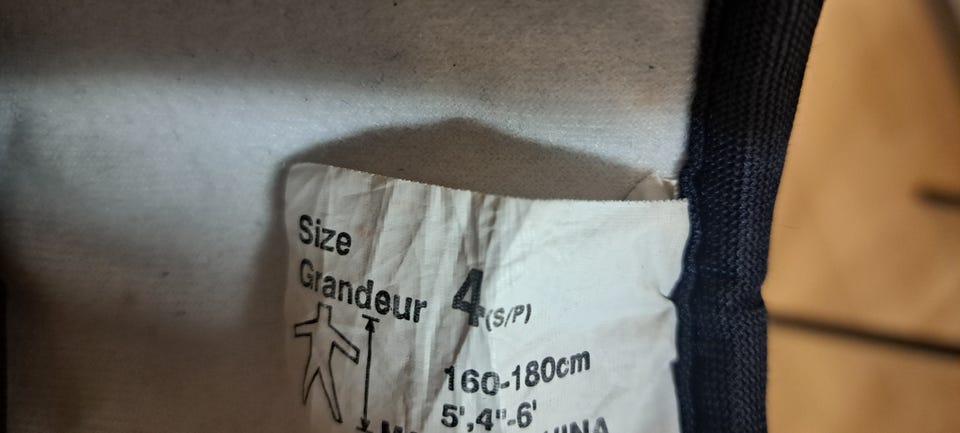 Size
Grandeur 4 (S/P)
160-180cm
5',4"-6'